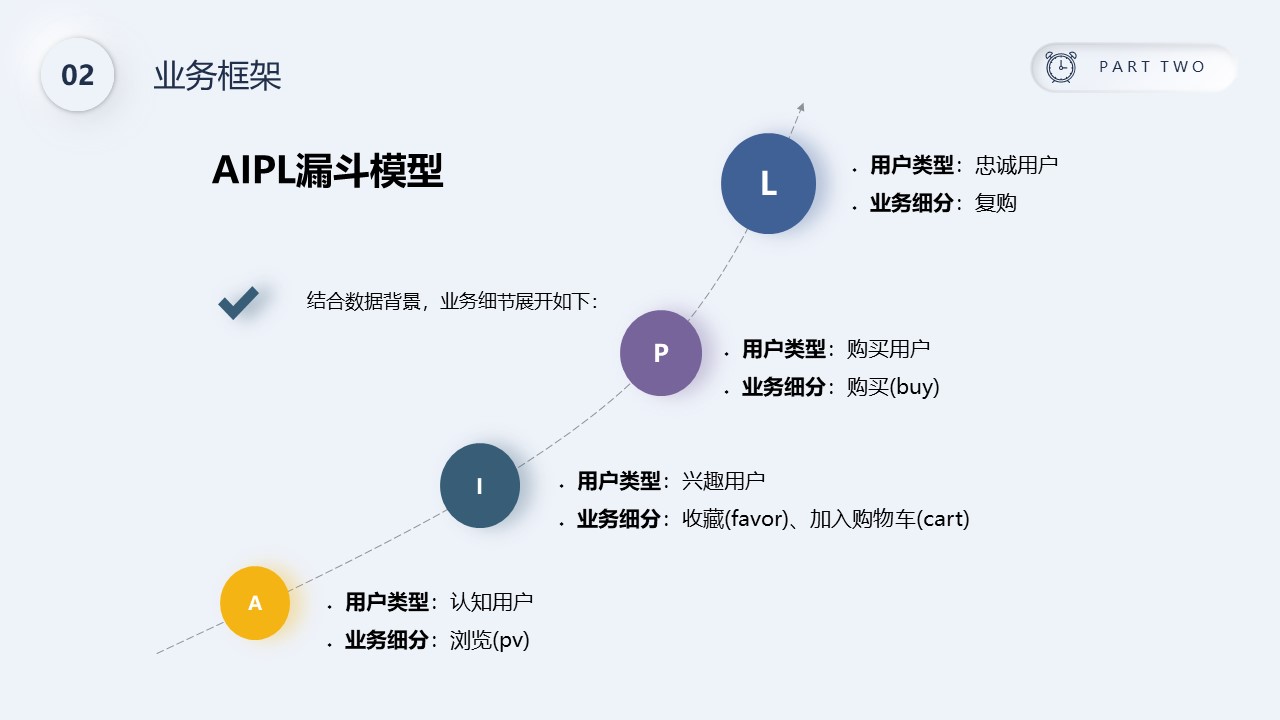 02
业务框架
PART TWO
AIPL漏斗模型
L
• 用户类型：忠诚用户
• 业务细分：复购
结合数据背景，业务细节展开如下：
P
• 用户类型：购买用户
• 业务细分：购买(buy)
I
• 用户类型：兴趣用户
• 业务细分：收藏(favor)、加入购物车(cart)
A
• 用户类型：认知用户
• 业务细分：浏览(pv)